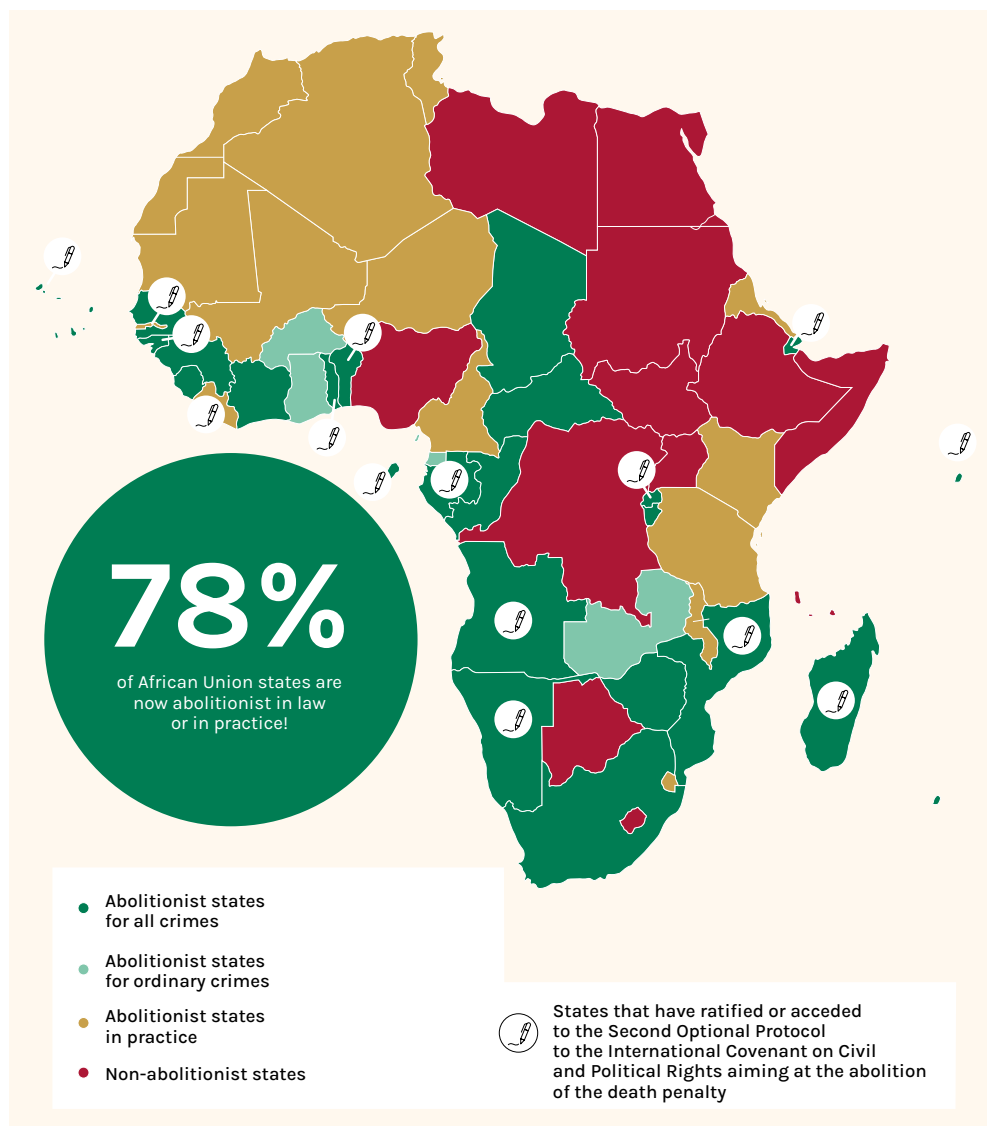 78%
of African Union states are
now abolitionist in law
or in practice!
Abolitionist states
for all crimes
Abolitionist states
for ordinary crimes
Abolitionist states
in practice
Non-abolitionist states
States that have ratified or acceded
to the Second Optional Protocol
to the International Covenant on Civil
and Political Rights aiming at the abolition
of the death penalty